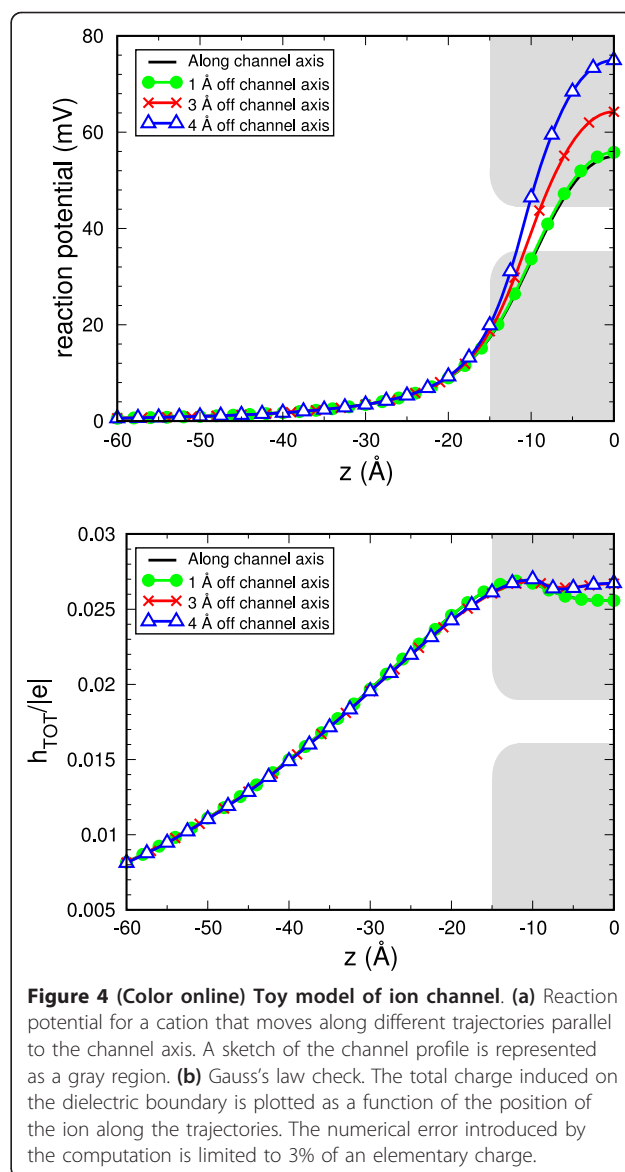 80
60
40
20
0
reaction potential (mV)
Along channel axis
1 Å off channel axis
3 Å off channel axis
4 Å off channel axis
-60 -50 -40 -30 -20 -10 0
z (Å)
0.03
0.025
0.02
0.015
0.01
0.005
h_TOT/|e|
Along channel axis
1 Å off channel axis
3 Å off channel axis
4 Å off channel axis
-60 -50 -40 -30 -20 -10 0
z (Å)
Figure 4 (Color online) Toy model of ion channel. (a) Reaction
potential for a cation that moves along different trajectories parallel
to the channel axis. A sketch of the channel profile is represented
as a gray region. (b) Gauss's law check. The total charge induced on
the dielectric boundary is plotted as a function of the position of
the ion along the trajectories. The numerical error introduced by
the computation is limited to 3% of an elementary charge.